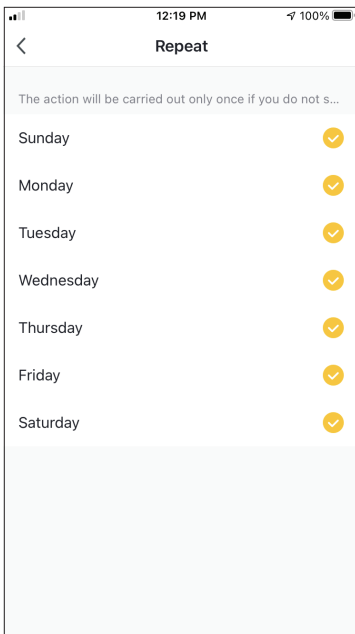 12:19 PM
100%
Repeat
The action will be carried out only once if you do not s...
Sunday
Monday
Tuesday
Wednesday
Thursday
Friday
Saturday